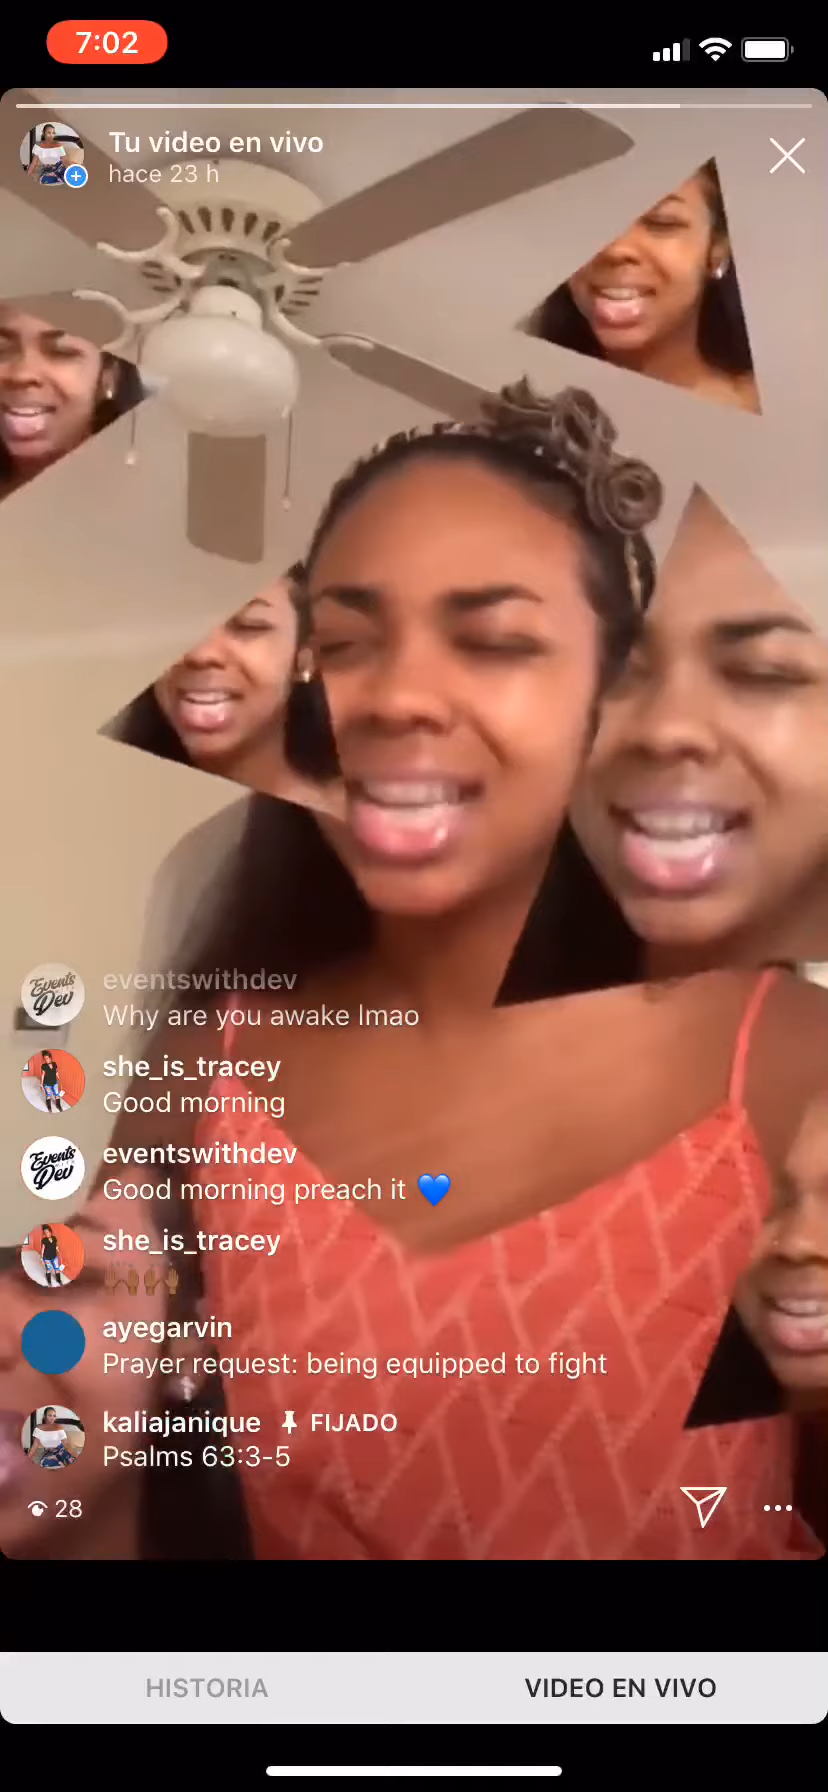 7:02
Tu video en vivo
hace 23 h
eventswithdev
Why are you awake lmao
she_is_tracey
Good morning
eventswithdev
Good morning preach it 💙
she_is_tracey
🙌🏾🙌🏾
ayegarvin
Prayer request: being equipped to fight
kaliajanique FIJADO
Psalms 63:3-5
28
HISTORIA
VIDEO EN VIVO